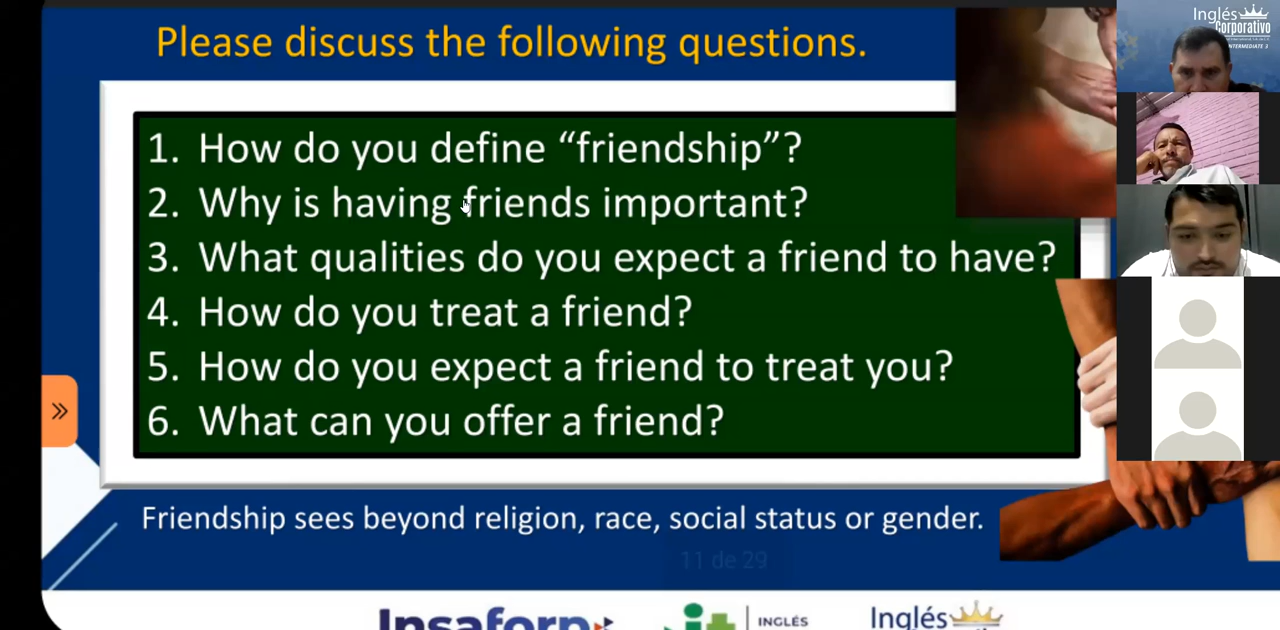 Please discuss the following questions.
1. How do you define “friendship”?
2. Why is having friends important?
3. What qualities do you expect a friend to have?
4. How do you treat a friend?
5. How do you expect a friend to treat you?
6. What can you offer a friend?
Friendship sees beyond religion, race, social status or gender.
11 de 29
Insaforp
INGLÉS
Inglés
Inglés
Corporativo
INTERMEDIATE 3